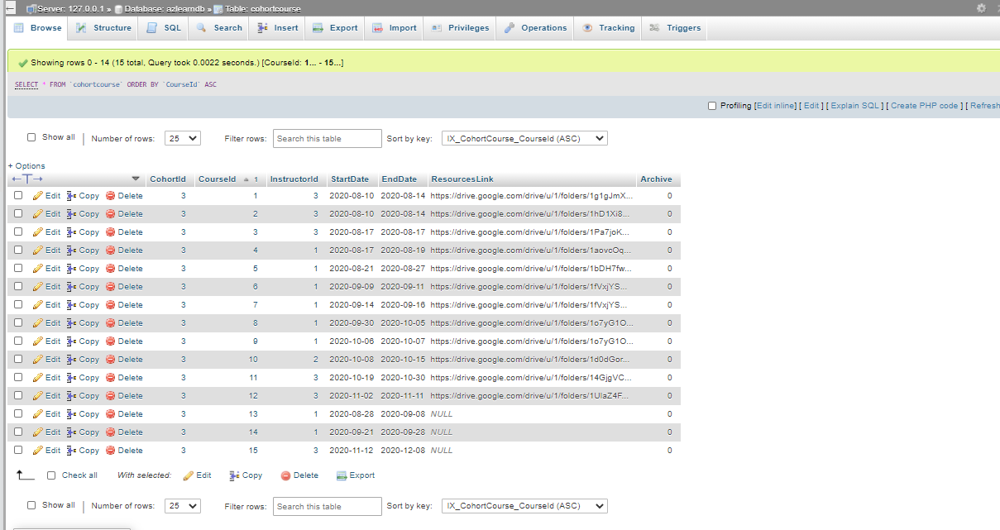 Server: 127.0.0.1 » Database: azlearndb » Table: cohortcourse
Browse Structure SQL Search Insert Export Import Privileges Operations Tracking Triggers
Showing rows 0 - 14 (15 total, Query took 0.0022 seconds.) [CourseId: 1... - 15...]
SELECT * FROM `cohortcourse` ORDER BY `CourseId` ASC
Profiling [Edit inline] [ Edit ] [ Explain SQL ] [ Create PHP code ] [ Refresh
Show all Number of rows: 25 Filter rows: Search this table Sort by key: IX_CohortCourse_CourseId (ASC)
+ Options
←T→ CohortId CourseId 1 InstructorId StartDate EndDate ResourcesLink Archive
Edit Copy Delete 3 1 3 2020-08-10 2020-08-14 https://drive.google.com/drive/u/1/folders/1g1gJmX... 0
Edit Copy Delete 3 2 3 2020-08-10 2020-08-14 https://drive.google.com/drive/u/1/folders/1hD1Xi8... 0
Edit Copy Delete 3 3 3 2020-08-17 2020-08-17 https://drive.google.com/drive/u/1/folders/1Pa7joK... 0
Edit Copy Delete 3 4 1 2020-08-17 2020-08-19 https://drive.google.com/drive/u/1/folders/1aovcOq... 0
Edit Copy Delete 3 5 1 2020-08-21 2020-08-27 https://drive.google.com/drive/u/1/folders/1bDH7fw... 0
Edit Copy Delete 3 6 1 2020-09-09 2020-09-11 https://drive.google.com/drive/u/1/folders/1fVxjYS... 0
Edit Copy Delete 3 7 1 2020-09-14 2020-09-16 https://drive.google.com/drive/u/1/folders/1fVxjYS... 0
Edit Copy Delete 3 8 1 2020-09-30 2020-10-05 https://drive.google.com/drive/u/1/folders/1o7yG1O... 0
Edit Copy Delete 3 9 1 2020-10-06 2020-10-07 https://drive.google.com/drive/u/1/folders/1o7yG1O... 0
Edit Copy Delete 3 10 2 2020-10-08 2020-10-15 https://drive.google.com/drive/u/1/folders/1d0dGor... 0
Edit Copy Delete 3 11 3 2020-10-19 2020-10-30 https://drive.google.com/drive/u/1/folders/14GjgVC... 0
Edit Copy Delete 3 12 3 2020-11-02 2020-11-11 https://drive.google.com/drive/u/1/folders/1UlaZ4F... 0
Edit Copy Delete 3 13 1 2020-08-28 2020-09-08 NULL 0
Edit Copy Delete 3 14 1 2020-09-21 2020-09-28 NULL 0
Edit Copy Delete 3 15 3 2020-11-12 2020-12-08 NULL 0
Check all With selected: Edit Copy Delete Export
Show all Number of rows: 25 Filter rows: Search this table Sort by key: IX_CohortCourse_CourseId (ASC)